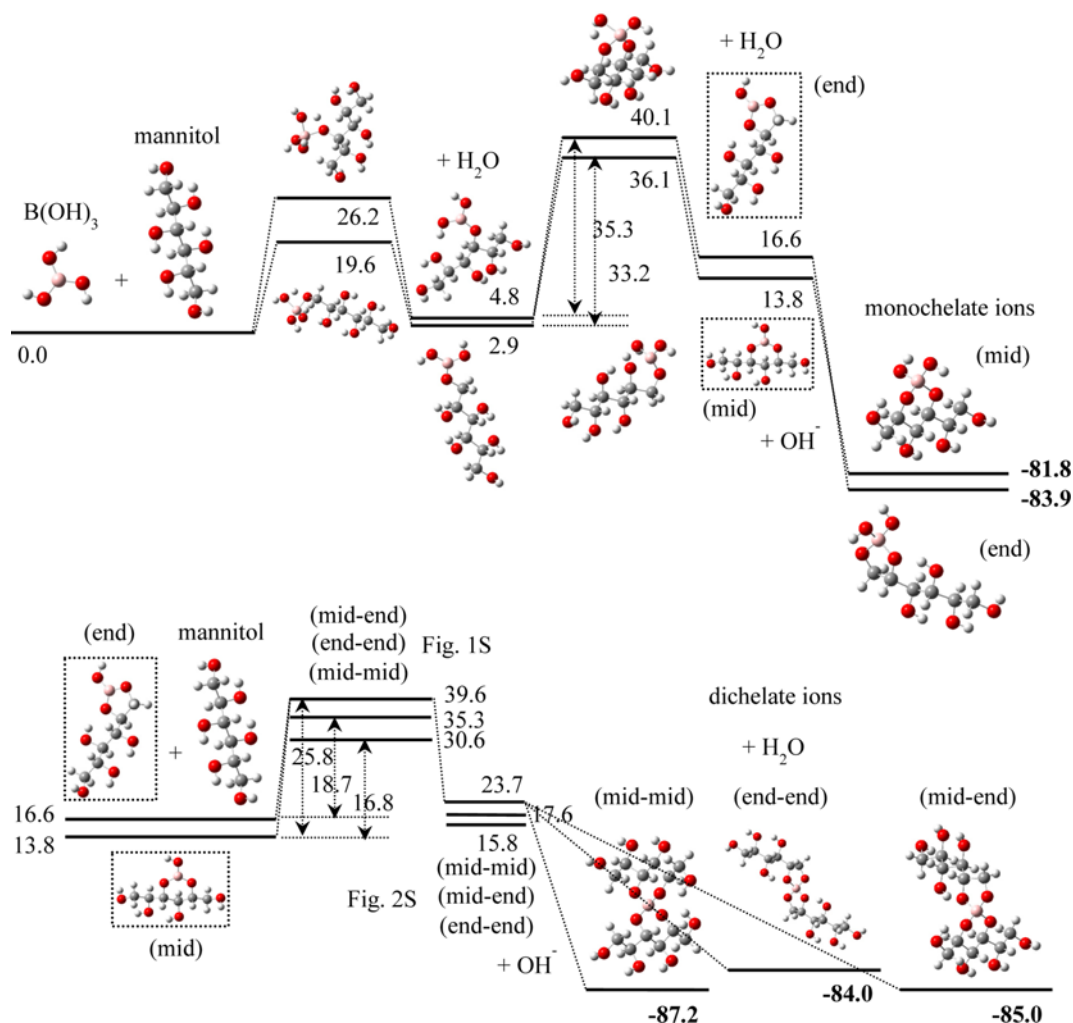 + H₂O
(end)
40.1
mannitol
+ H₂O
36.1
B(OH)₃
26.2
35.3
16.6
+
19.6
4.8
33.2
13.8
monochelate ions
0.0
2.9
(mid)
(mid)
+ OH⁻
-81.8
-83.9
(end)
(mid-end)
(end)
mannitol
(end-end)
Fig. 1S
(mid-mid)
39.6
dichelate ions
35.3
+
30.6
+ H₂O
25.8
18.7
16.8
23.7
(mid-mid)
(end-end)
(mid-end)
16.6
17.6
13.8
15.8
(mid-mid)
Fig. 2S
(mid-end)
(end-end)
(mid)
+ OH⁻
-87.2
-84.0
-85.0